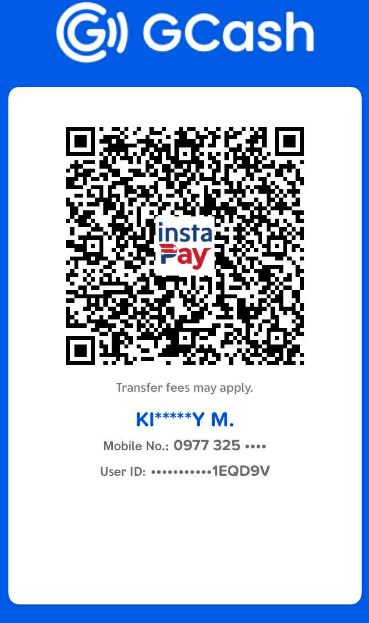 GCash
insta
Pay
Transfer fees may apply.
KI*****Y M.
Mobile No.: 0977 325 ••••
User ID: •••••••••••1EQD9V